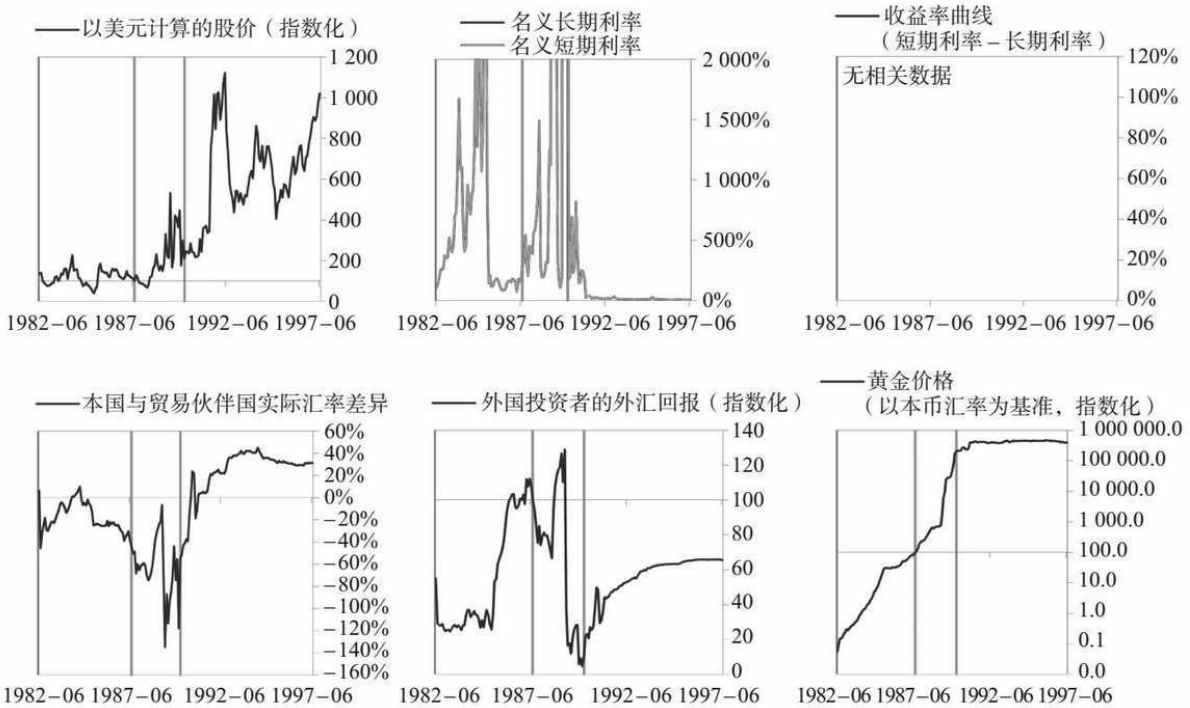 以美元计算的股价（指数化）
1 200
1 000
800
600
400
200
0
1982–06 1987–06 1992–06 1997–06
名义长期利率
名义短期利率
2 000%
1 500%
1 000%
500%
0%
1982–06 1987–06 1992–06 1997–06
收益率曲线
（短期利率 – 长期利率）
无相关数据
120%
100%
80%
60%
40%
20%
0%
1982–06 1987–06 1992–06 1997–06
本国与贸易伙伴国实际汇率差异
60%
40%
20%
0%
–20%
–40%
–60%
–80%
–100%
–120%
–140%
–160%
1982–06 1987–06 1992–06 1997–06
外国投资者的外汇回报（指数化）
140
120
100
80
60
40
20
0
1982–06 1987–06 1992–06 1997–06
黄金价格
（以本币汇率为基准，指数化）
1 000 000.0
100 000.0
10 000.0
1 000.0
100.0
10.0
1.0
0.1
0.0
1982–06 1987–06 1992–06 1997–06